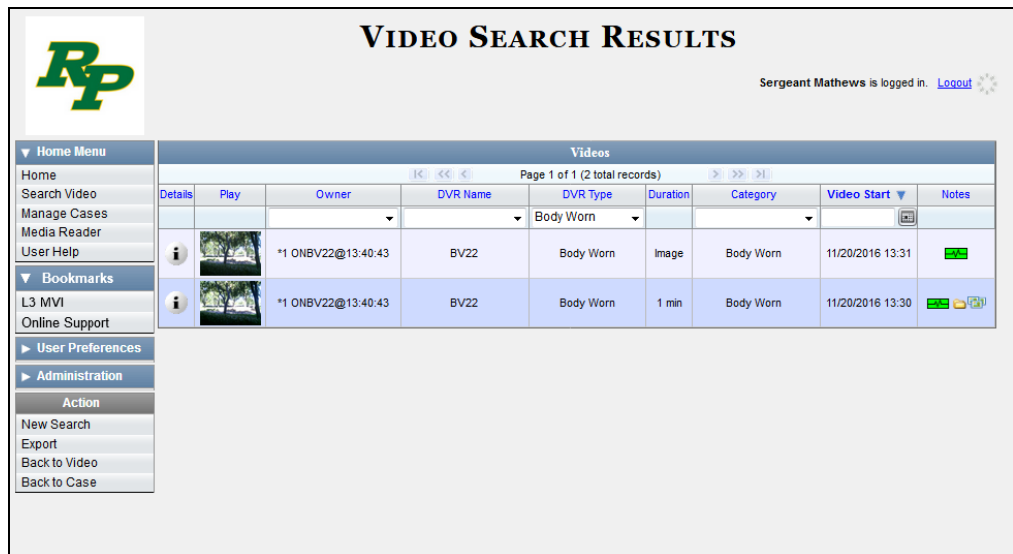 RP
VIDEO SEARCH RESULTS
Sergeant Mathews is logged in. Logout
Home Menu
Home
Search Video
Manage Cases
Media Reader
User Help
Bookmarks
L3 MVI
Online Support
User Preferences
Administration
Action
New Search
Export
Back to Video
Back to Case
Videos
|< << < Page 1 of 1 (2 total records) > >> >|
Details Play Owner DVR Name DVR Type Duration Category Video Start Notes
Body Worn
i *1 ONBV22@13:40:43 BV22 Body Worn Image Body Worn 11/20/2016 13:31
i *1 ONBV22@13:40:43 BV22 Body Worn 1 min Body Worn 11/20/2016 13:30